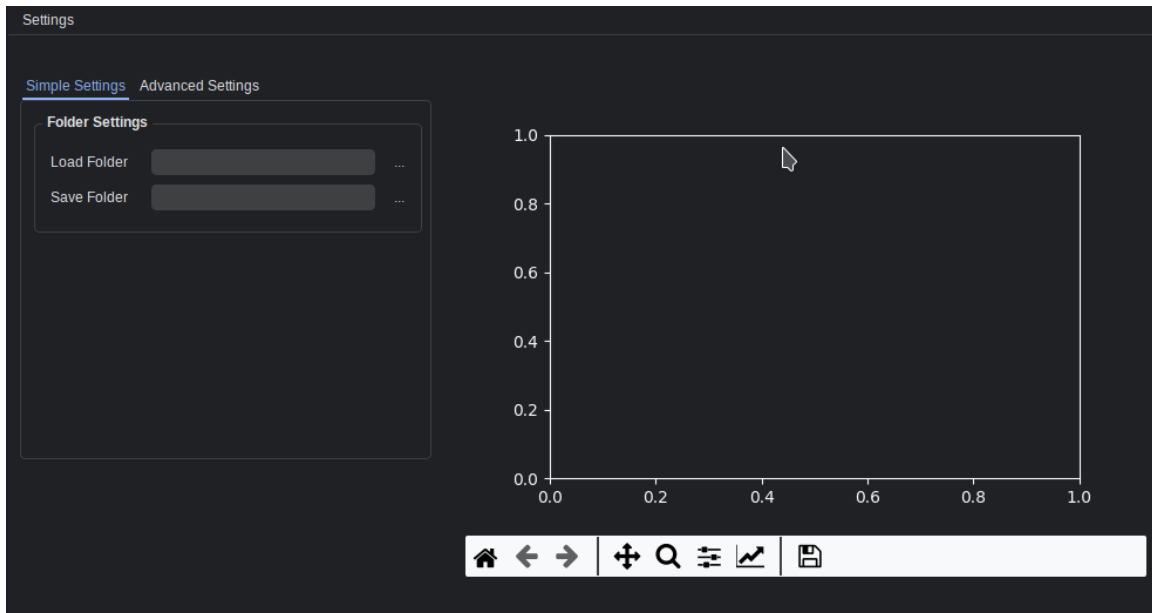 Settings
Simple Settings Advanced Settings
Folder Settings
Load Folder ...
Save Folder ...
1.0
0.8
0.6
0.4
0.2
0.0
0.0 0.2 0.4 0.6 0.8 1.0